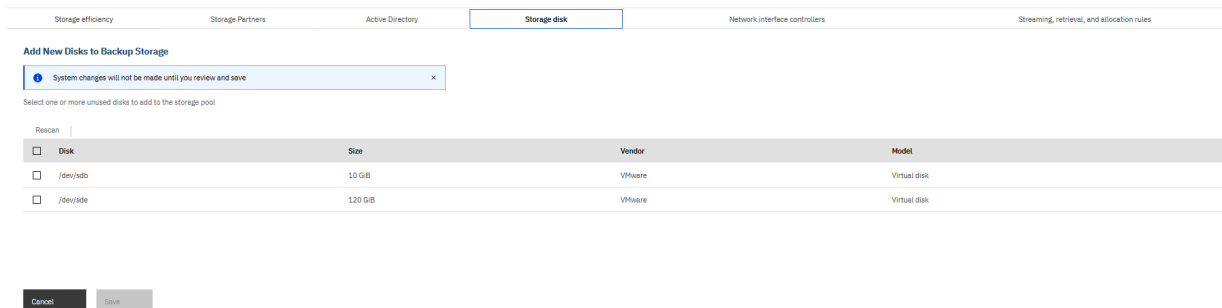 Storage efficiency Storage Partners Active Directory Storage disk Network interface controllers Streaming, retrieval, and allocation rules
Add New Disks to Backup Storage
System changes will not be made until you review and save
Select one or more unused disks to add to the storage pool
Rescan
Disk Size Vendor Model
/dev/sdb 10 GiB VMware Virtual disk
/dev/sde 120 GiB VMware Virtual disk
Cancel Save